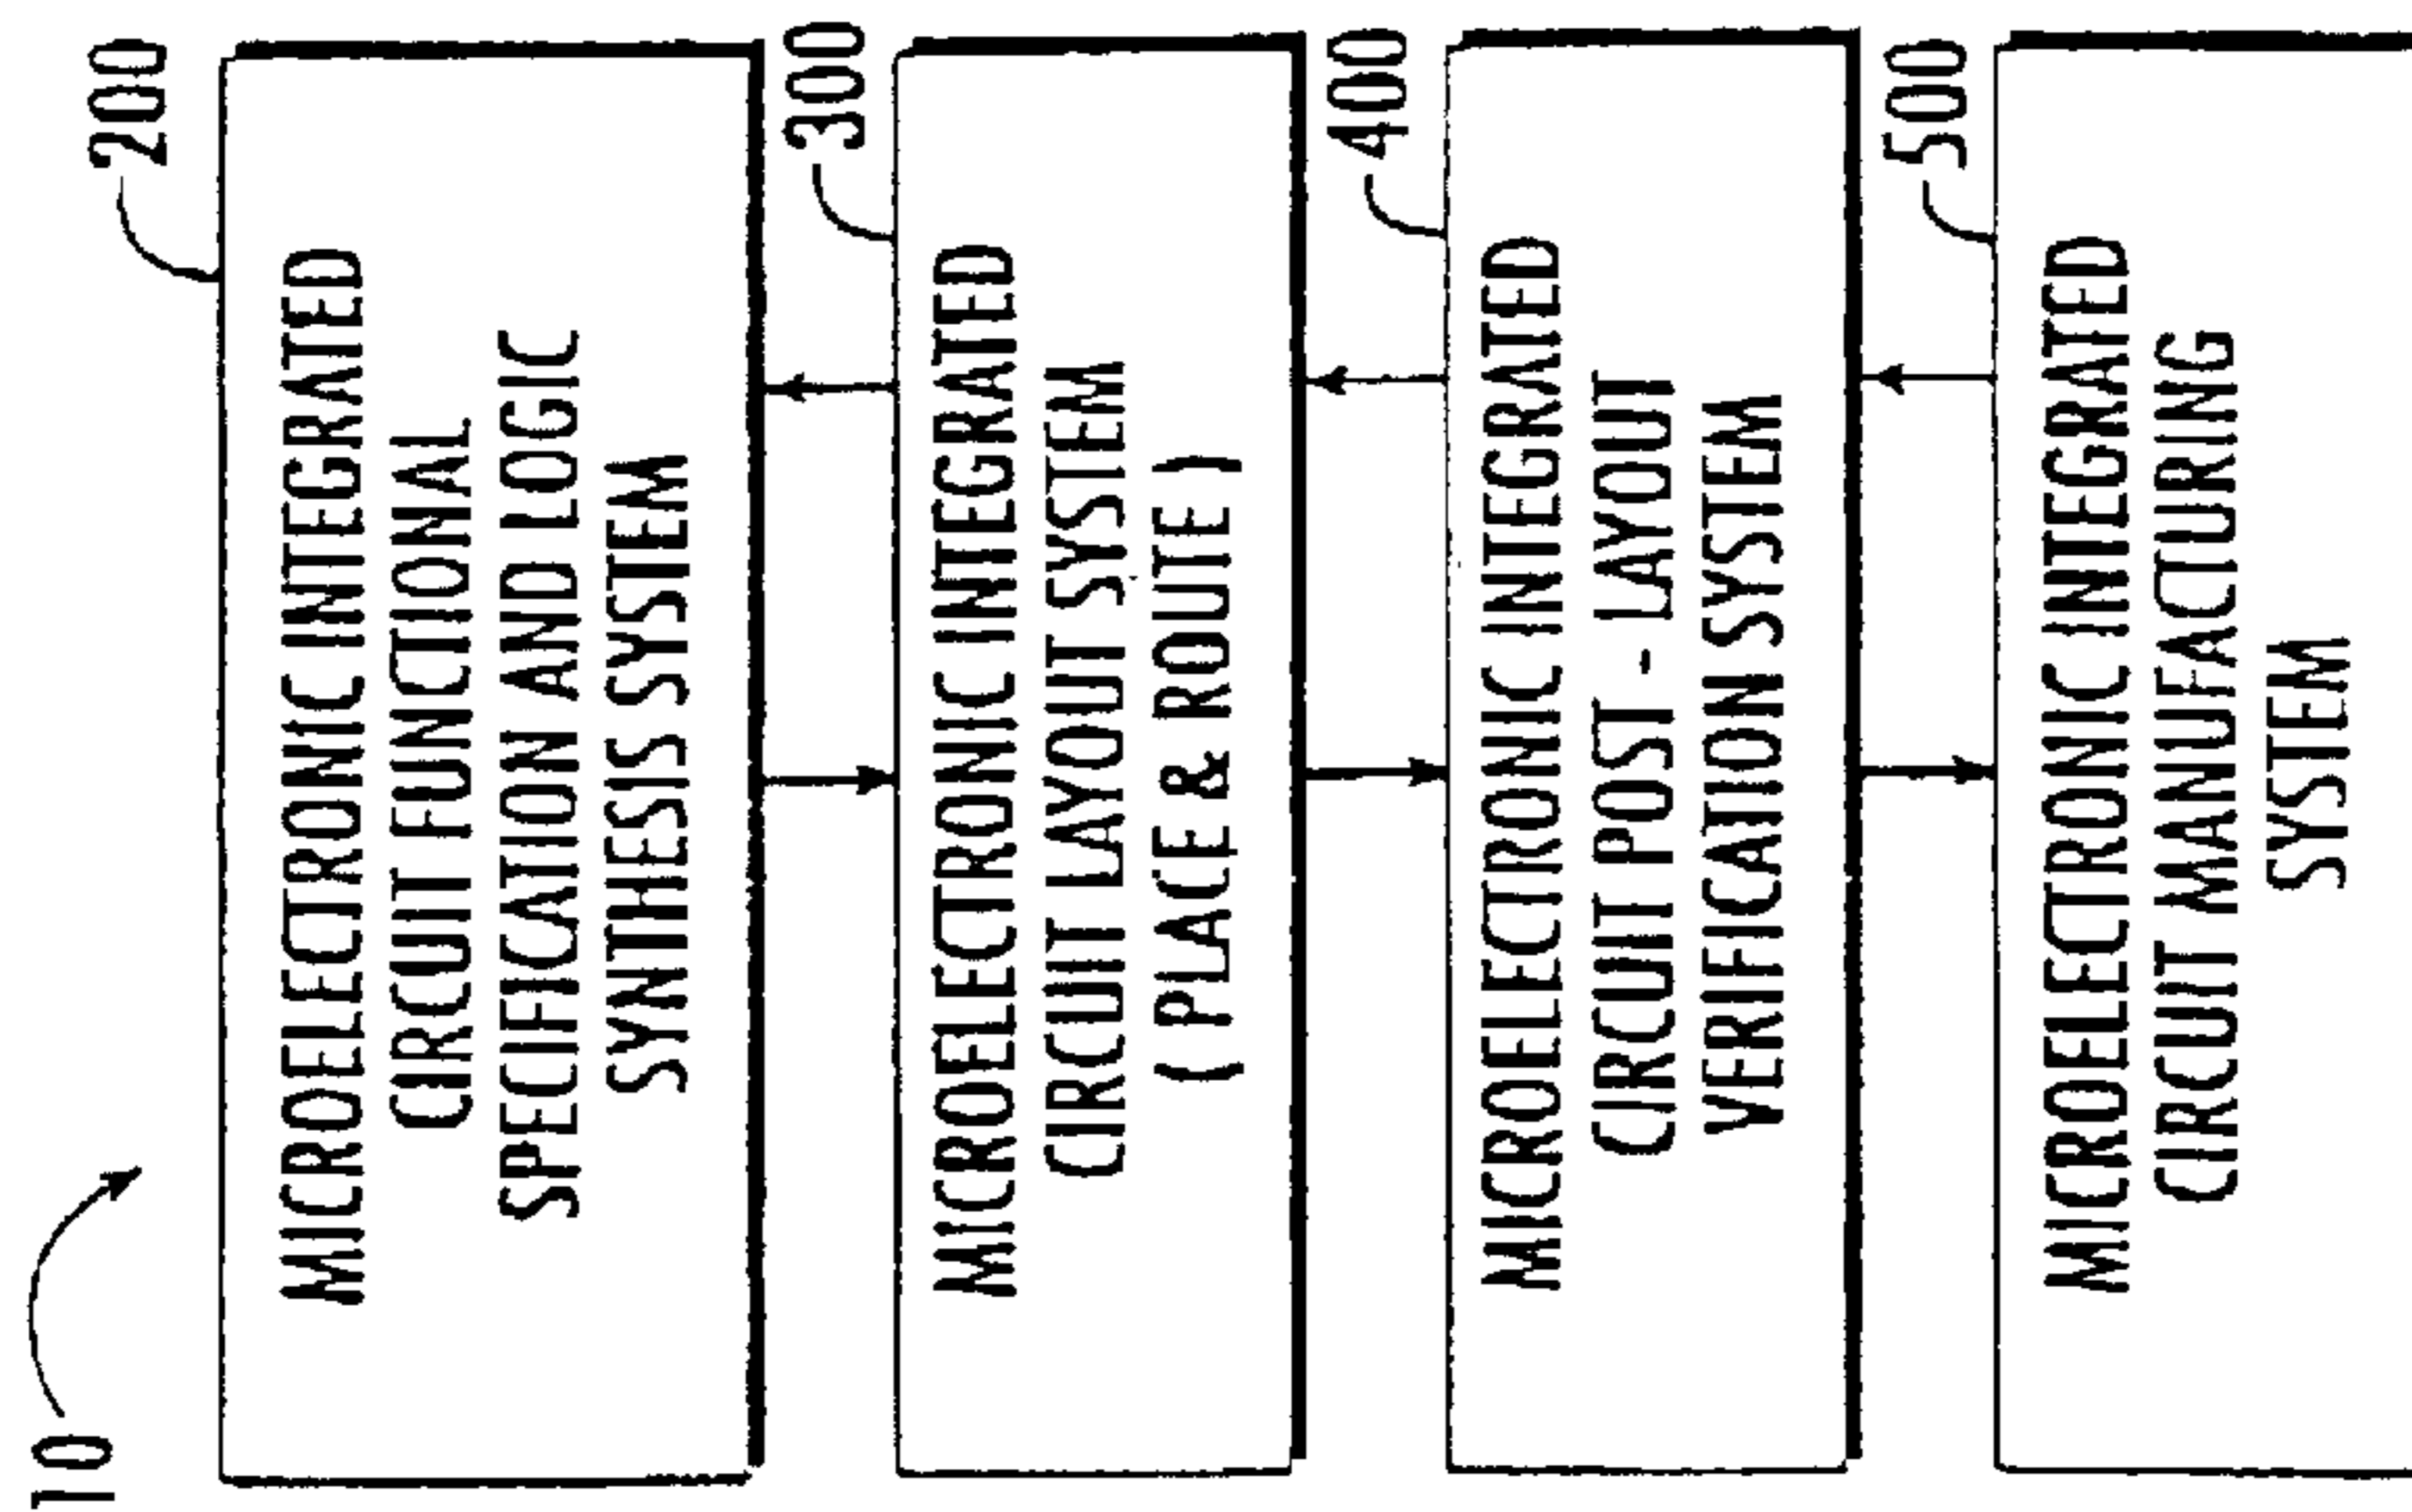 10
200
MICROELECTRONIC INTEGRATED
CIRCUIT FUNCTIONAL
SPECIFICATION AND LOGIC
SYNTHESIS SYSTEM
300
MICROELECTRONIC INTEGRATED
CIRCUIT LAYOUT SYSTEM
( PLACE & ROUTE )
400
MICROELECTRONIC INTEGRATED
CIRCUIT POST - LAYOUT
VERIFICATION SYSTEM
500
MICROELECTRONIC INTEGRATED
CIRCUIT MANUFACTURING
SYSTEM